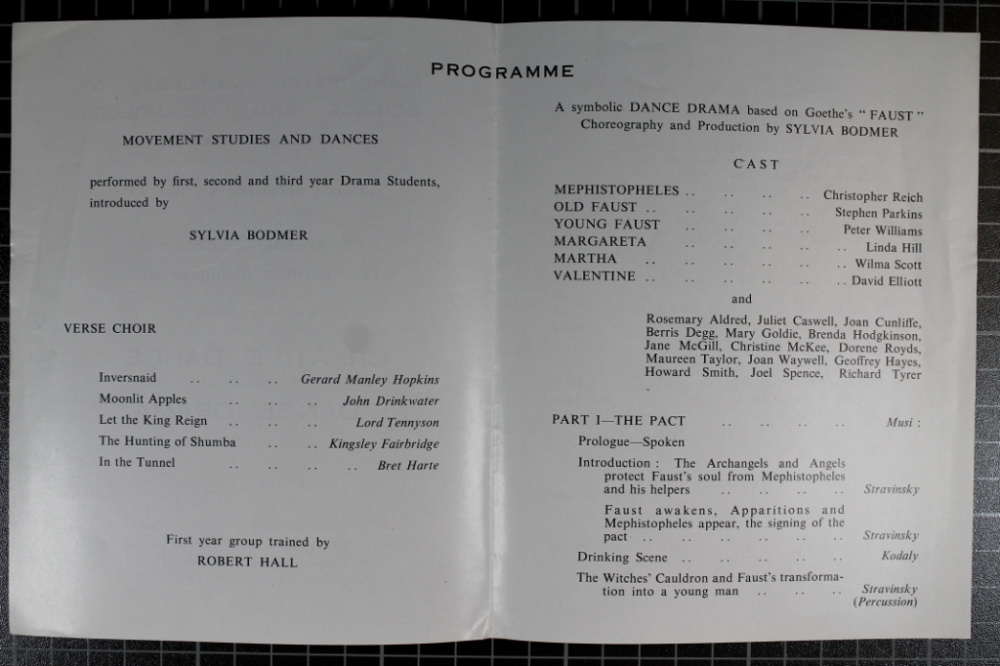 PROGRAMME
MOVEMENT STUDIES AND DANCES
performed by first, second and third year Drama Students,
introduced by
SYLVIA BODMER
VERSE CHOIR
Inversnaid .. .. .. Gerard Manley Hopkins
Moonlit Apples .. .. .. John Drinkwater
Let the King Reign .. .. .. Lord Tennyson
The Hunting of Shumba .. .. Kingsley Fairbridge
In the Tunnel .. .. .. .. Bret Harte
First year group trained by
ROBERT HALL
A symbolic DANCE DRAMA based on Goethe's "FAUST"
Choreography and Production by SYLVIA BODMER
CAST
MEPHISTOPHELES .. .. .. .. Christopher Reich
OLD FAUST .. .. .. .. .. Stephen Parkins
YOUNG FAUST .. .. .. .. Peter Williams
MARGARETA .. .. .. .. .. Linda Hill
MARTHA .. .. .. .. .. .. Wilma Scott
VALENTINE .. .. .. .. .. .. David Elliott
and
Rosemary Aldred, Juliet Caswell, Joan Cunliffe,
Berris Degg, Mary Goldie, Brenda Hodgkinson,
Jane McGill, Christine McKee, Dorene Royds,
Maureen Taylor, Joan Waywell, Geoffrey Hayes,
Howard Smith, Joel Spence, Richard Tyrer
PART I—THE PACT .. .. .. .. Musi :
Prologue—Spoken
Introduction : The Archangels and Angels
protect Faust's soul from Mephistopheles
and his helpers .. .. .. .. Stravinsky
Faust awakens, Apparitions and
Mephistopheles appear, the signing of the
pact .. .. .. .. .. .. Stravinsky
Drinking Scene .. .. .. .. .. Kodaly
The Witches' Cauldron and Faust's transforma-
tion into a young man .. .. .. Stravinsky
(Percussion)